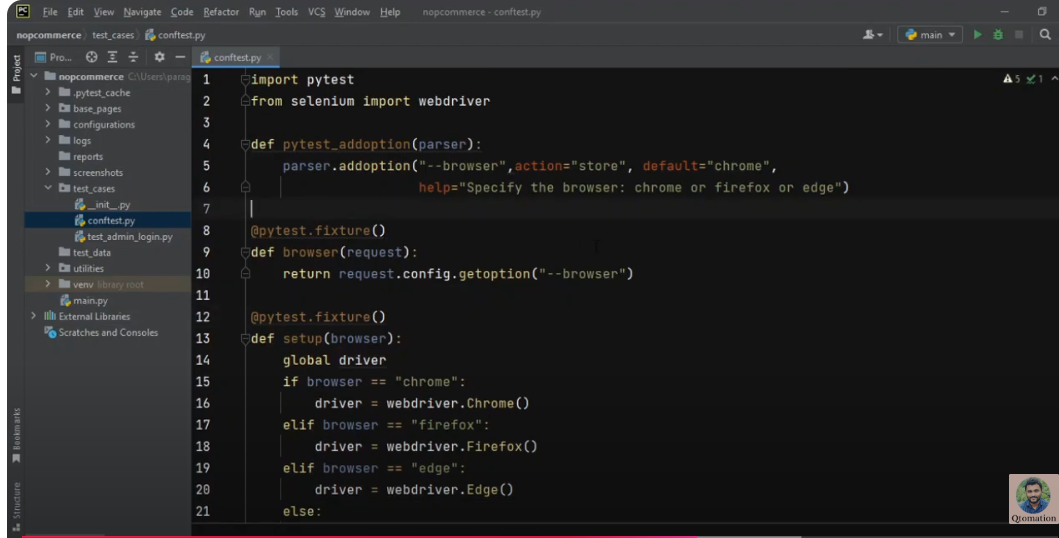 PC File Edit View Navigate Code Refactor Run Tools VCS Window Help nopcommerce - conftest.py
nopcommerce test_cases conftest.py main
Project
Pro...
conftest.py
nopcommerce C:\Users\parag
.pytest_cache
base_pages
configurations
logs
reports
screenshots
test_cases
__init__.py
conftest.py
test_admin_login.py
test_data
utilities
venv library root
main.py
External Libraries
Scratches and Consoles
Bookmarks
Structure
5 1
1 import pytest
2 from selenium import webdriver
3
4 def pytest_addoption(parser):
5 parser.addoption("--browser",action="store", default="chrome",
6 help="Specify the browser: chrome or firefox or edge")
7
8 @pytest.fixture()
9 def browser(request):
10 return request.config.getoption("--browser")
11
12 @pytest.fixture()
13 def setup(browser):
14 global driver
15 if browser == "chrome":
16 driver = webdriver.Chrome()
17 elif browser == "firefox":
18 driver = webdriver.Firefox()
19 elif browser == "edge":
20 driver = webdriver.Edge()
21 else:
Qtomation